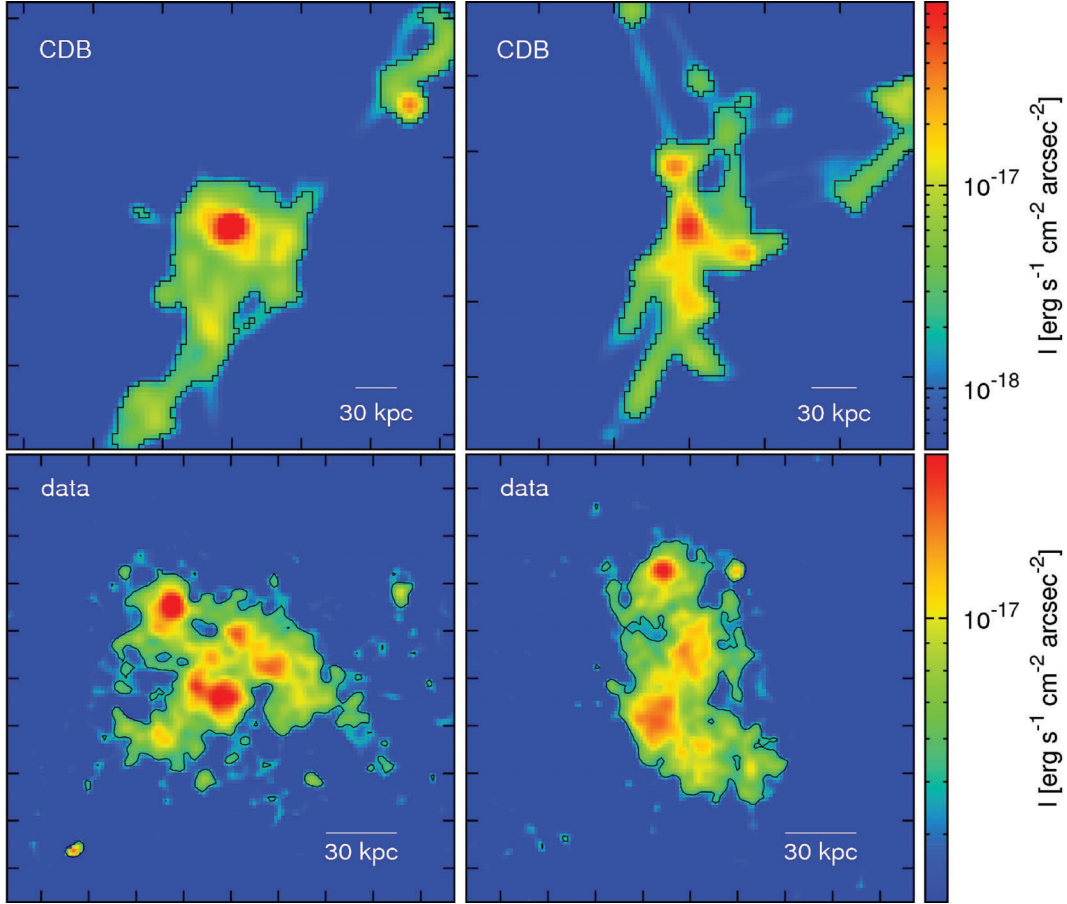 CDB
30 kpc
CDB
30 kpc
10⁻¹⁷
10⁻¹⁸
I [erg s⁻¹ cm⁻² arcsec⁻²]
data
30 kpc
data
30 kpc
10⁻¹⁷
I [erg s⁻¹ cm⁻² arcsec⁻²]